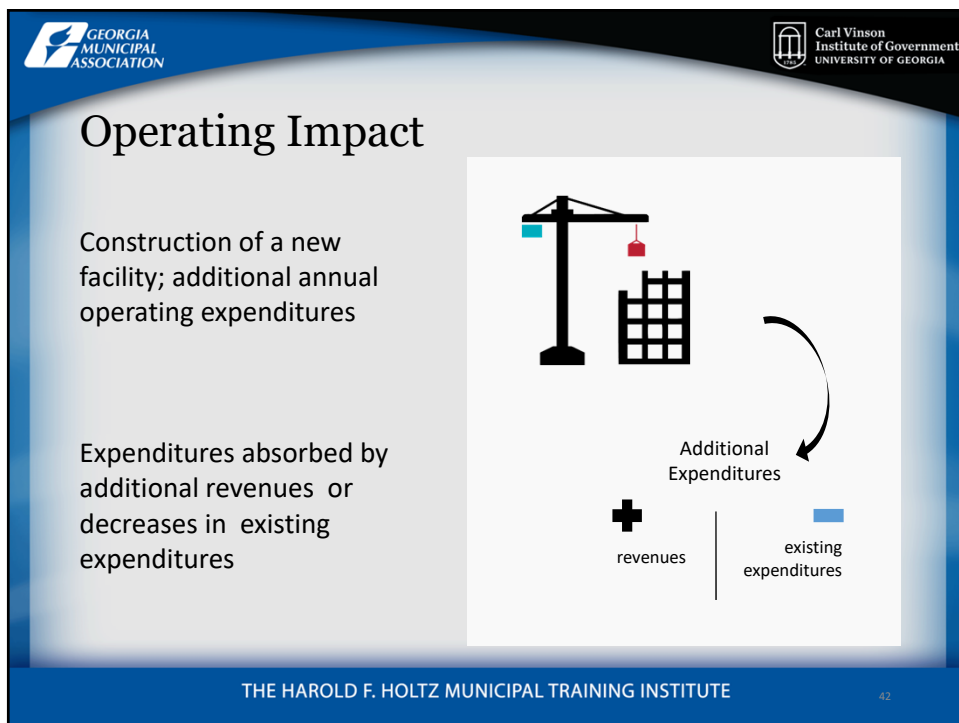 GEORGIA
MUNICIPAL
ASSOCIATION
1785
Carl Vinson
Institute of Government
UNIVERSITY OF GEORGIA
Operating Impact
Construction of a new
facility; additional annual
operating expenditures
Expenditures absorbed by
additional revenues or
decreases in existing
expenditures
Additional
Expenditures
revenues
existing
expenditures
THE HAROLD F. HOLTZ MUNICIPAL TRAINING INSTITUTE
42